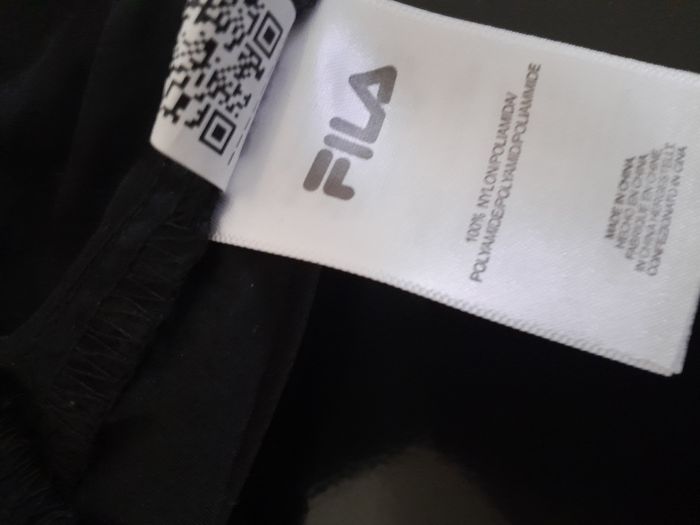 FILA
100% NYLON/POLIAMIDA/
POLYAMIDE/POLYAMID/POLIAMMIDE
MADE IN CHINA
HECHO EN CHINA
FABRIQUÉ EN CHINE
IN CHINA HERGESTELLT
CONFEZIONATO IN CINA